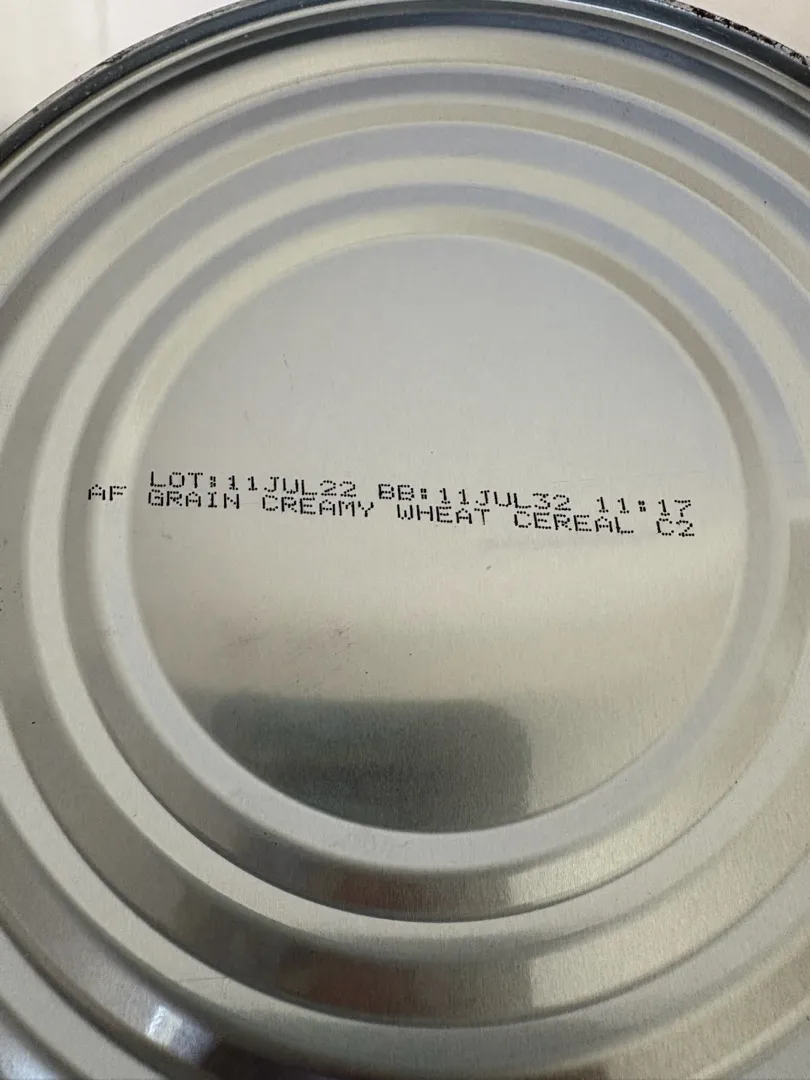 LOT:11JUL22 BB:11JUL32 11:17
AF GRAIN CREAMY WHEAT CEREAL C2